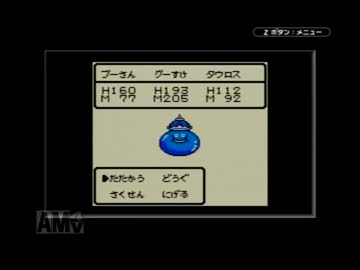 Zボタン:メニュー
プーさん グーすけ タウロス
H160 H193 H112
M 77 M205 M 92
▶たたかう どうぐ
さくせん にげる
AM